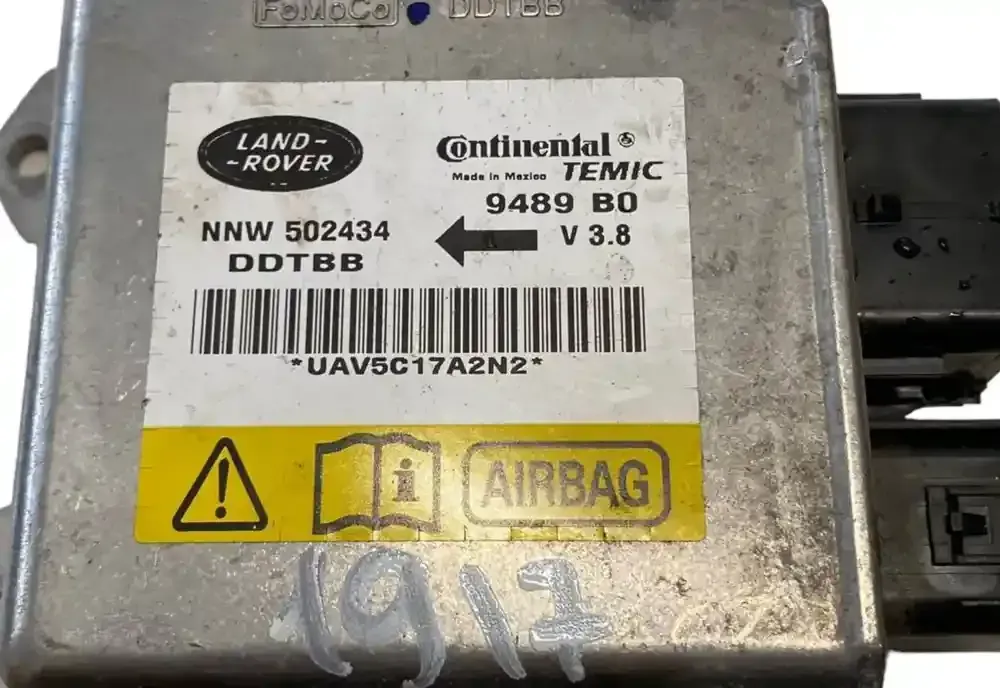 FoMoCo DDTBB
LAND-
-ROVER
Continental
Made in Mexico TEMIC
9489 B0
NNW 502434
V 3.8
DDTBB
*UAV5C17A2N2*
i
AIRBAG
1917